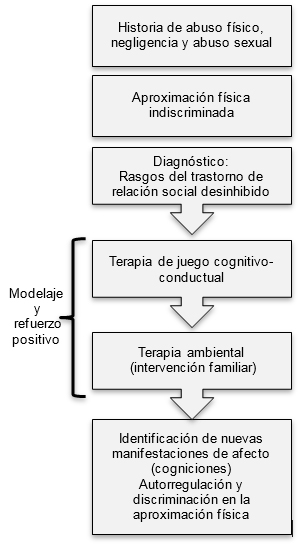 Historia de abuso físico,
negligencia y abuso sexual
Aproximación física
indiscriminada
Diagnóstico:
Rasgos del trastorno de
relación social desinhibido
Modelaje
y
refuerzo
positivo
Terapia de juego cognitivo-
conductual
Terapia ambiental
(intervención familiar)
Identificación de nuevas
manifestaciones de afecto
(cogniciones)
Autorregulación y
discriminación en la
aproximación física